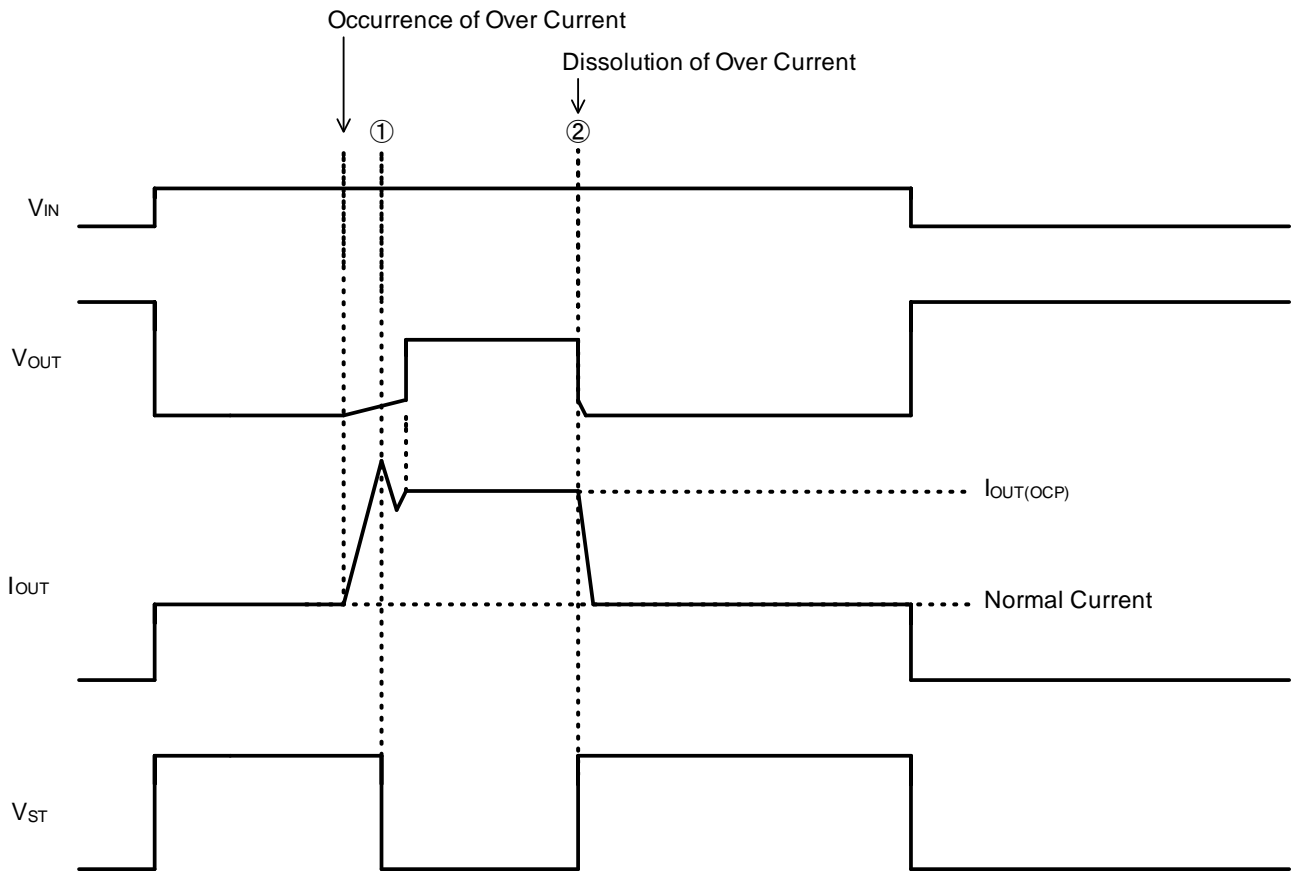 Occurrence of Over Current
Dissolution of Over Current
① ②
VIN
VOUT
IOUT(OCP)
IOUT
Normal Current
VST